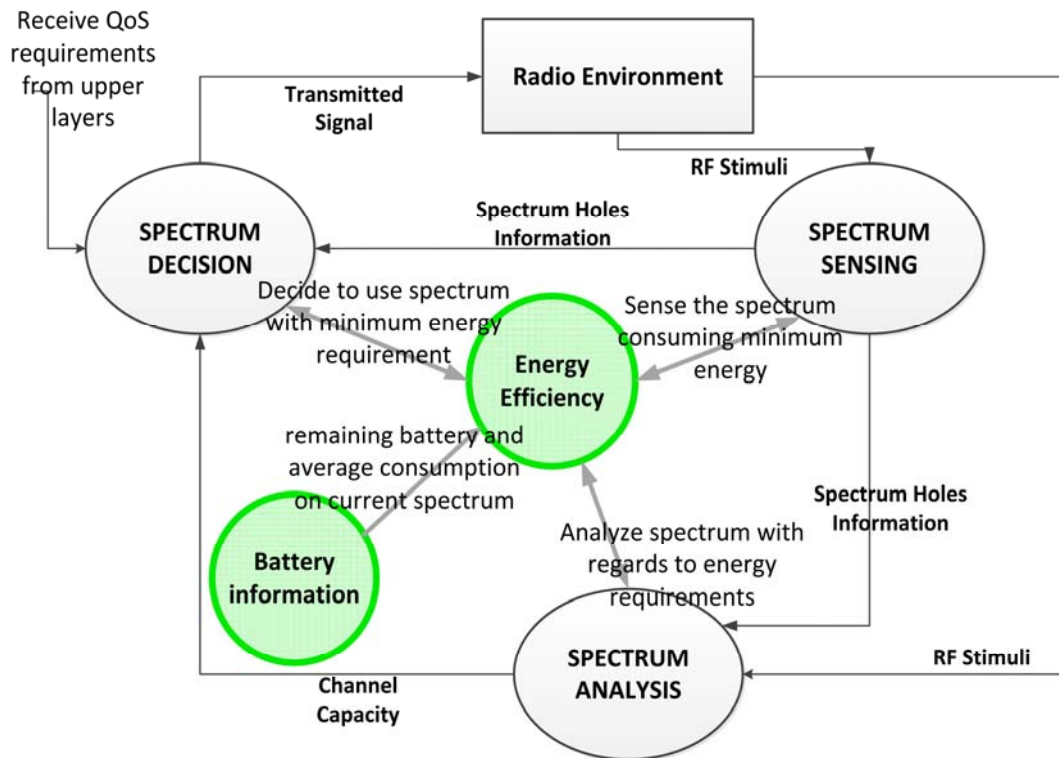 Receive QoS
requirements
from upper
layers
Transmitted
Signal
Radio Environment
RF Stimuli
SPECTRUM
DECISION
Spectrum Holes
Information
SPECTRUM
SENSING
Decide to use spectrum
with minimum energy
requirement
Sense the spectrum
consuming minimum
energy
Energy
Efficiency
remaining battery and
average consumption
on current spectrum
Spectrum Holes
Information
Battery
information
Analyze spectrum with
regards to energy
requirements
SPECTRUM
ANALYSIS
RF Stimuli
Channel
Capacity